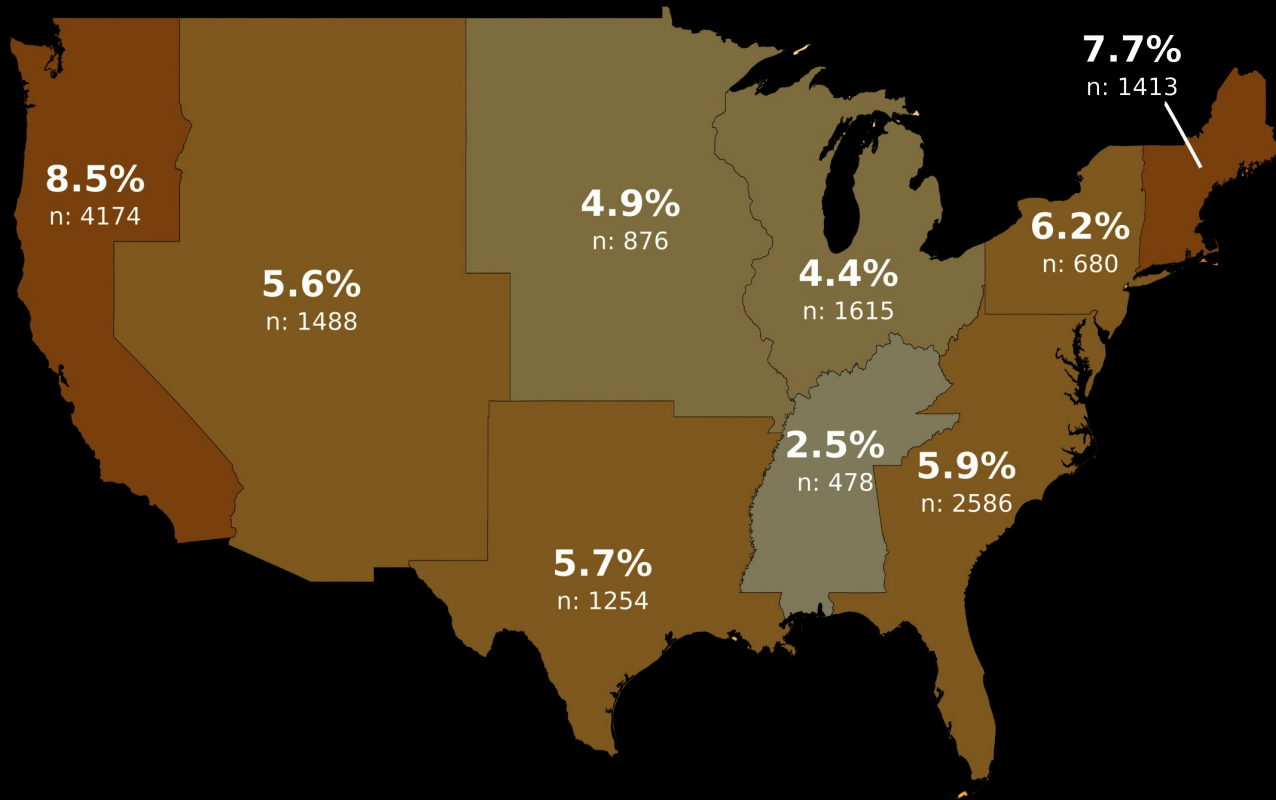 7.7%
n: 1413
8.5%
n: 4174
4.9%
n: 876
6.2%
n: 680
5.6%
n: 1488
4.4%
n: 1615
2.5%
n: 478
5.9%
n: 2586
5.7%
n: 1254